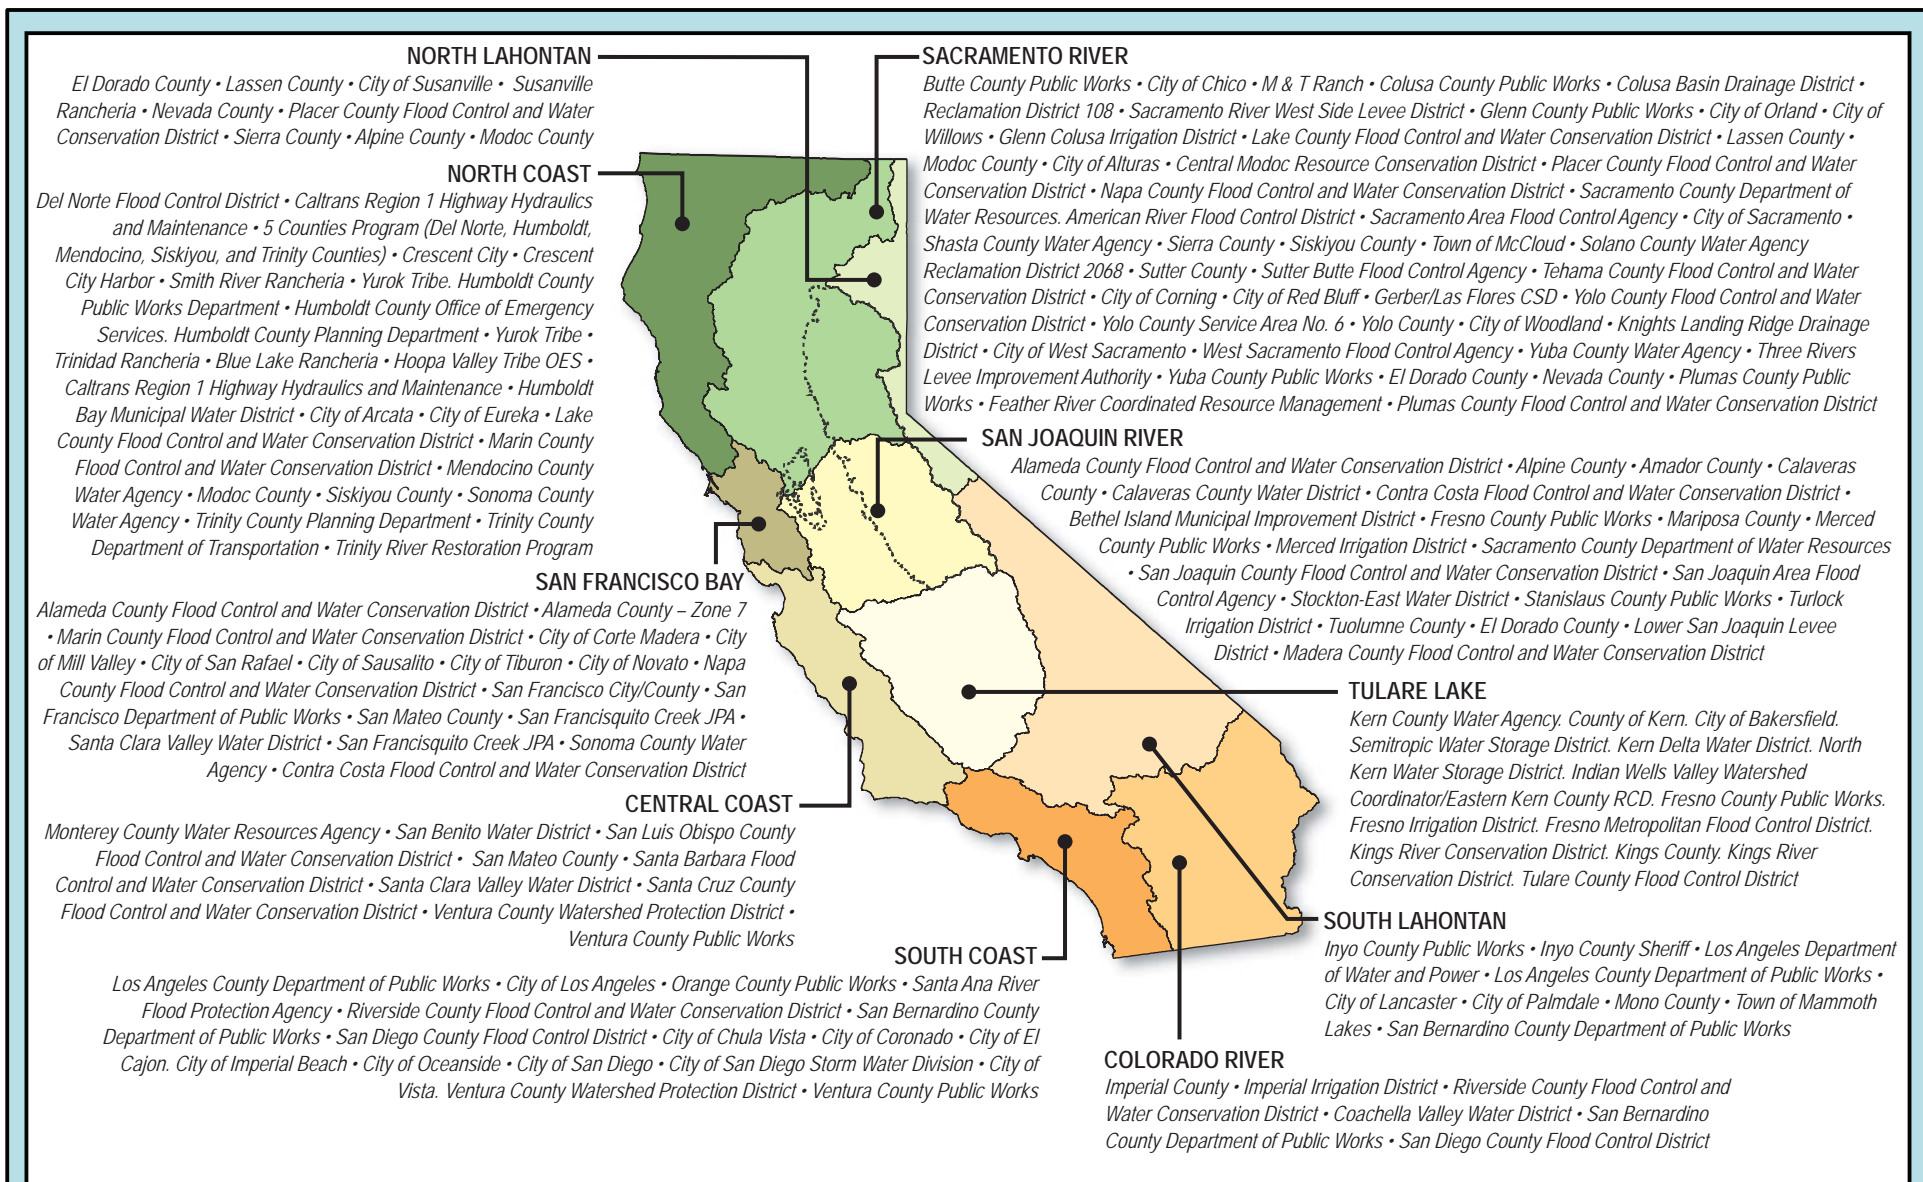 NORTH LAHONTAN
El Dorado County • Lassen County • City of Susanville • Susanville
Rancheria • Nevada County • Placer County Flood Control and Water
Conservation District • Sierra County • Alpine County • Modoc County
NORTH COAST
Del Norte Flood Control District • Caltrans Region 1 Highway Hydraulics
and Maintenance • 5 Counties Program (Del Norte, Humboldt,
Mendocino, Siskiyou, and Trinity Counties) • Crescent City • Crescent
City Harbor • Smith River Rancheria • Yurok Tribe. Humboldt County
Public Works Department • Humboldt County Office of Emergency
Services. Humboldt County Planning Department • Yurok Tribe •
Trinidad Rancheria • Blue Lake Rancheria • Hoopa Valley Tribe OES •
Caltrans Region 1 Highway Hydraulics and Maintenance • Humboldt
Bay Municipal Water District • City of Arcata • City of Eureka • Lake
County Flood Control and Water Conservation District • Marin County
Flood Control and Water Conservation District • Mendocino County
Water Agency • Modoc County • Siskiyou County • Sonoma County
Water Agency • Trinity County Planning Department • Trinity County
Department of Transportation • Trinity River Restoration Program
SAN FRANCISCO BAY
Alameda County Flood Control and Water Conservation District • Alameda County – Zone 7
• Marin County Flood Control and Water Conservation District • City of Corte Madera • City
of Mill Valley • City of San Rafael • City of Sausalito • City of Tiburon • City of Novato • Napa
County Flood Control and Water Conservation District • San Francisco City/County • San
Francisco Department of Public Works • San Mateo County • San Francisquito Creek JPA •
Santa Clara Valley Water District • San Francisquito Creek JPA • Sonoma County Water
Agency • Contra Costa Flood Control and Water Conservation District
CENTRAL COAST
Monterey County Water Resources Agency • San Benito Water District • San Luis Obispo County
Flood Control and Water Conservation District • San Mateo County • Santa Barbara Flood
Control and Water Conservation District • Santa Clara Valley Water District • Santa Cruz County
Flood Control and Water Conservation District • Ventura County Watershed Protection District •
Ventura County Public Works
SOUTH COAST
Los Angeles County Department of Public Works • City of Los Angeles • Orange County Public Works • Santa Ana River
Flood Protection Agency • Riverside County Flood Control and Water Conservation District • San Bernardino County
Department of Public Works • San Diego County Flood Control District • City of Chula Vista • City of Coronado • City of El
Cajon. City of Imperial Beach • City of Oceanside • City of San Diego • City of San Diego Storm Water Division • City of
Vista. Ventura County Watershed Protection District • Ventura County Public Works
SACRAMENTO RIVER
Butte County Public Works • City of Chico • M & T Ranch • Colusa County Public Works • Colusa Basin Drainage District •
Reclamation District 108 • Sacramento River West Side Levee District • Glenn County Public Works • City of Orland • City of
Willows • Glenn Colusa Irrigation District • Lake County Flood Control and Water Conservation District • Lassen County •
Modoc County • City of Alturas • Central Modoc Resource Conservation District • Placer County Flood Control and Water
Conservation District • Napa County Flood Control and Water Conservation District • Sacramento County Department of
Water Resources. American River Flood Control District • Sacramento Area Flood Control Agency • City of Sacramento •
Shasta County Water Agency • Sierra County • Siskiyou County • Town of McCloud • Solano County Water Agency
Reclamation District 2068 • Sutter County • Sutter Butte Flood Control Agency • Tehama County Flood Control and Water
Conservation District • City of Corning • City of Red Bluff • Gerber/Las Flores CSD • Yolo County Flood Control and Water
Conservation District • Yolo County Service Area No. 6 • Yolo County • City of Woodland • Knights Landing Ridge Drainage
District • City of West Sacramento • West Sacramento Flood Control Agency • Yuba County Water Agency • Three Rivers
Levee Improvement Authority • Yuba County Public Works • El Dorado County • Nevada County • Plumas County Public
Works • Feather River Coordinated Resource Management • Plumas County Flood Control and Water Conservation District
SAN JOAQUIN RIVER
Alameda County Flood Control and Water Conservation District • Alpine County • Amador County • Calaveras
County • Calaveras County Water District • Contra Costa Flood Control and Water Conservation District •
Bethel Island Municipal Improvement District • Fresno County Public Works • Mariposa County • Merced
County Public Works • Merced Irrigation District • Sacramento County Department of Water Resources
• San Joaquin County Flood Control and Water Conservation District • San Joaquin Area Flood
Control Agency • Stockton-East Water District • Stanislaus County Public Works • Turlock
Irrigation District • Tuolumne County • El Dorado County • Lower San Joaquin Levee
District • Madera County Flood Control and Water Conservation District
TULARE LAKE
Kern County Water Agency. County of Kern. City of Bakersfield.
Semitropic Water Storage District. Kern Delta Water District. North
Kern Water Storage District. Indian Wells Valley Watershed
Coordinator/Eastern Kern County RCD. Fresno County Public Works.
Fresno Irrigation District. Fresno Metropolitan Flood Control District.
Kings River Conservation District. Kings County. Kings River
Conservation District. Tulare County Flood Control District
SOUTH LAHONTAN
Inyo County Public Works • Inyo County Sheriff • Los Angeles Department
of Water and Power • Los Angeles County Department of Public Works •
City of Lancaster • City of Palmdale • Mono County • Town of Mammoth
Lakes • San Bernardino County Department of Public Works
COLORADO RIVER
Imperial County • Imperial Irrigation District • Riverside County Flood Control and
Water Conservation District • Coachella Valley Water District • San Bernardino
County Department of Public Works • San Diego County Flood Control District